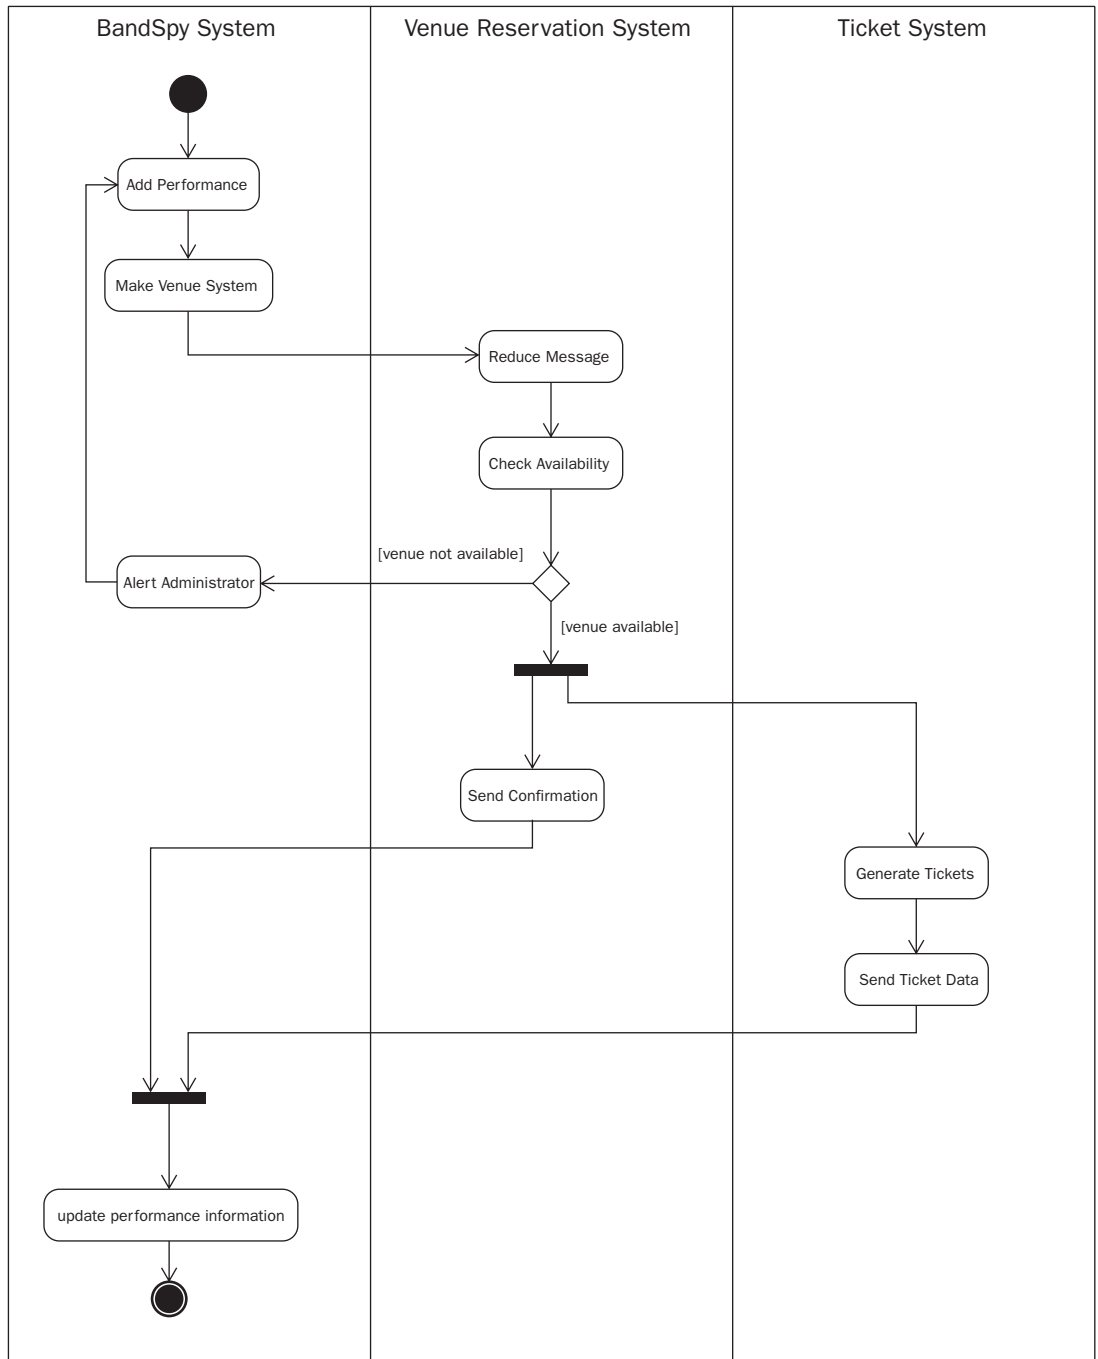 BandSpy System
Venue Reservation System
Ticket System
Add Performance
Make Venue System
Reduce Message
Check Availability
[venue not available]
Alert Administrator
[venue available]
Send Confirmation
Generate Tickets
Send Ticket Data
update performance information